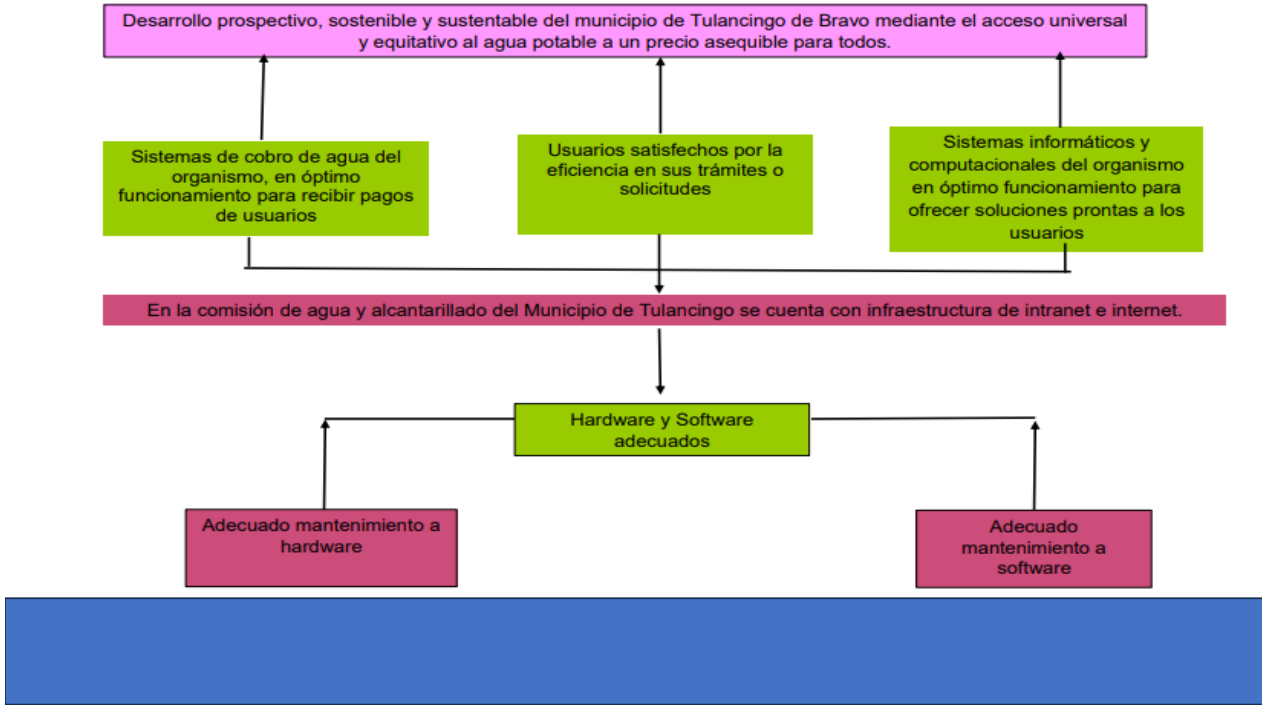 Desarrollo prospectivo, sostenible y sustentable del municipio de Tulancingo de Bravo mediante el acceso universal
y equitativo al agua potable a un precio asequible para todos.
Sistemas de cobro de agua del
organismo, en óptimo
funcionamiento para recibir pagos
de usuarios
Usuarios satisfechos por la
eficiencia en sus trámites o
solicitudes
Sistemas informáticos y
computacionales del organismo
en óptimo funcionamiento para
ofrecer soluciones prontas a los
usuarios
En la comisión de agua y alcantarillado del Municipio de Tulancingo se cuenta con infraestructura de intranet e internet.
Hardware y Software
adecuados
Adecuado mantenimiento a
hardware
Adecuado
mantenimiento a
software